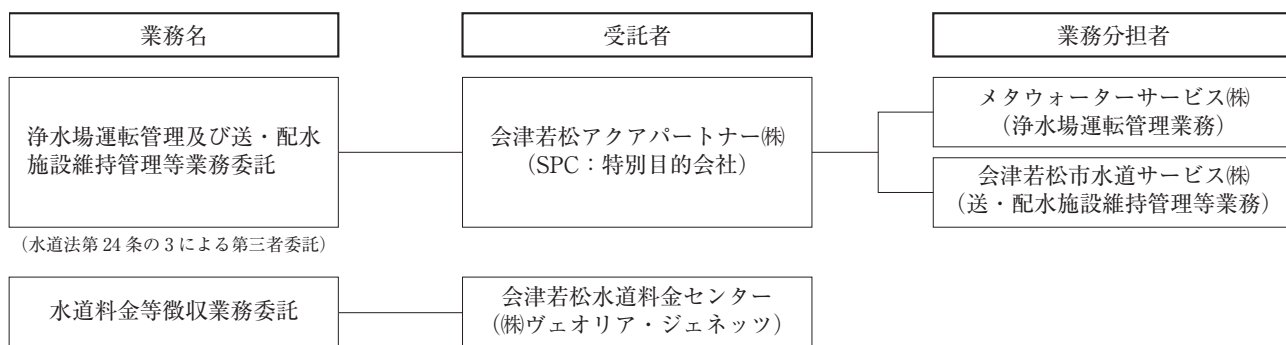 業務名
受託者
業務分担者
浄水場運転管理及び送・配水
施設維持管理等業務委託
会津若松アクアパートナー㈱
（SPC：特別目的会社）
メタウォーターサービス㈱
（浄水場運転管理業務）
会津若松市水道サービス㈱
（送・配水施設維持管理等業務）
（水道法第 24 条の 3 による第三者委託）
水道料金等徴収業務委託
会津若松水道料金センター
（㈱ヴェオリア・ジェネッツ）